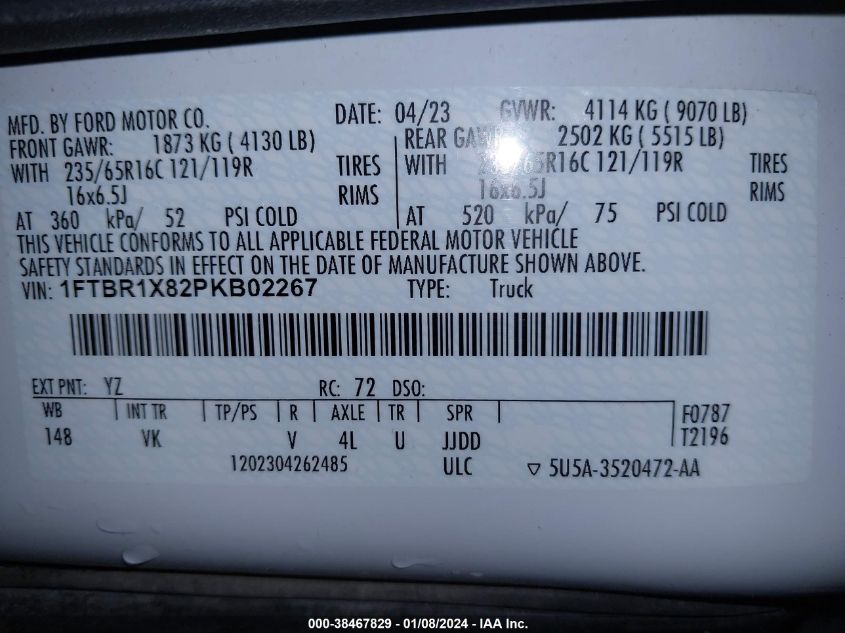 MFD. BY FORD MOTOR CO. DATE: 04/23 GVWR: 4114 KG ( 9070 LB)
FRONT GAWR: 1873 KG ( 4130 LB) REAR GAWR: 2502 KG ( 5515 LB)
WITH 235/65R16C 121/119R TIRES WITH 235/65R16C 121/119R TIRES
16x6.5J RIMS 16x6.5J RIMS
AT 360 kPa/ 52 PSI COLD AT 520 kPa/ 75 PSI COLD
THIS VEHICLE CONFORMS TO ALL APPLICABLE FEDERAL MOTOR VEHICLE
SAFETY STANDARDS IN EFFECT ON THE DATE OF MANUFACTURE SHOWN ABOVE.
VIN: 1FTBR1X82PKB02267 TYPE: Truck
EXT PNT: YZ RC: 72 DSO:
WB INT TR TP/PS R AXLE TR SPR F0787
148 VK V 4L U JJDD T2196
1202304262485 ULC ▽ 5U5A-3520472-AA
000-38467829 - 01/08/2024 - IAA Inc.